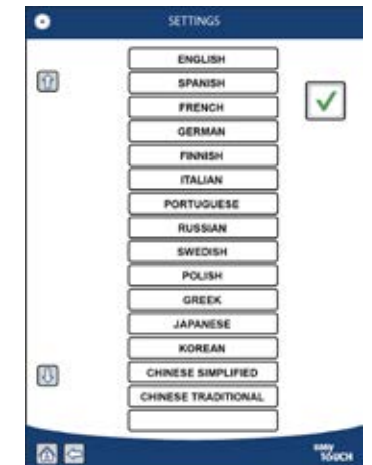 SETTINGS
ENGLISH
SPANISH
FRENCH
GERMAN
FINNISH
ITALIAN
PORTUGUESE
RUSSIAN
SWEDISH
POLISH
GREEK
JAPANESE
KOREAN
CHINESE SIMPLIFIED
CHINESE TRADITIONAL
easy
TOUCH